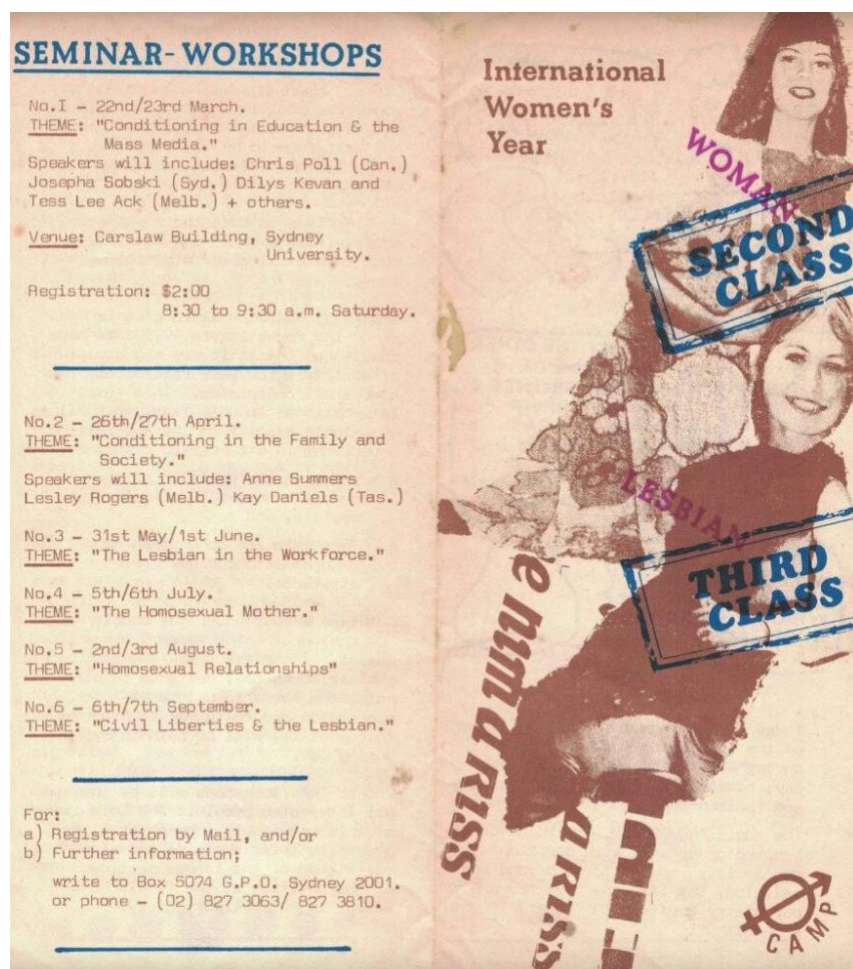 SEMINAR-WORKSHOPS
No.I - 22nd/23rd March.
THEME: "Conditioning in Education & the
Mass Media."
Speakers will include: Chris Poll (Can.)
Josepha Sobski (Syd.) Dilys Kevan and
Tess Lee Ack (Melb.) + others.
Venue: Carslaw Building, Sydney
University.
Registration: $2:00
8:30 to 9:30 a.m. Saturday.
No.2 - 26th/27th April.
THEME: "Conditioning in the Family and
Society."
Speakers will include: Anne Summers
Lesley Rogers (Melb.) Kay Daniels (Tas.)
No.3 - 31st May/1st June.
THEME: "The Lesbian in the Workforce."
No.4 - 5th/6th July.
THEME: "The Homosexual Mother."
No.5 - 2nd/3rd August.
THEME: "Homosexual Relationships"
No.6 - 6th/7th September.
THEME: "Civil Liberties & the Lesbian."
For:
a) Registration by Mail, and/or
b) Further information;
write to Box 5074 G.P.O. Sydney 2001.
or phone - (02) 827 3063/ 827 3810.
International
Women's
Year
WOMAN
SECOND
CLASS
LESBIAN
THIRD
CLASS
e him a Riss
a Riss
CAMP